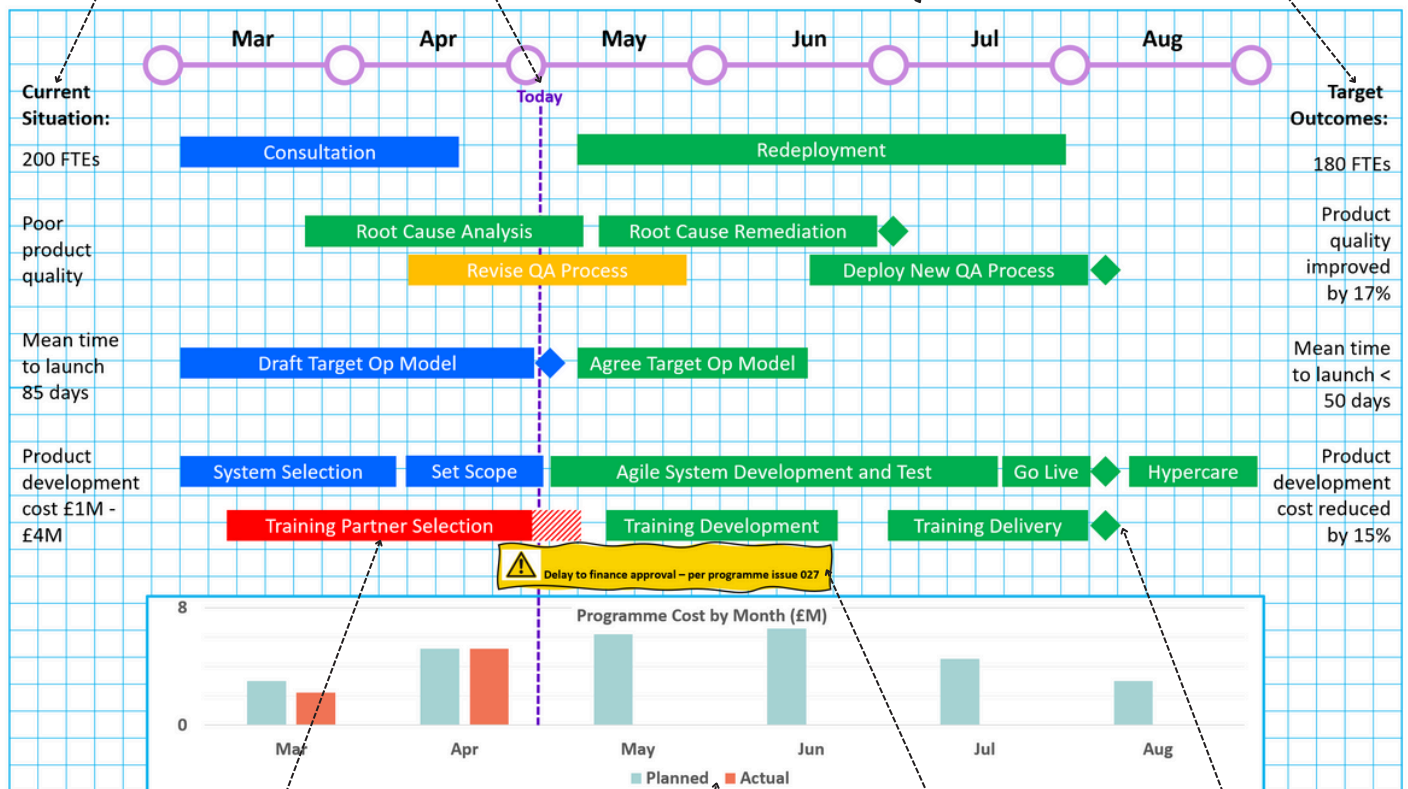 Mar Apr May Jun Jul Aug
Today
Current
Situation:
Target
Outcomes:
200 FTEs
Consultation
Redeployment
180 FTEs
Poor
product
quality
Root Cause Analysis
Root Cause Remediation
Revise QA Process
Deploy New QA Process
Product
quality
improved
by 17%
Mean time
to launch
85 days
Draft Target Op Model
Agree Target Op Model
Mean time
to launch <
50 days
Product
development
cost £1M -
£4M
System Selection
Set Scope
Agile System Development and Test
Go Live
Hypercare
Training Partner Selection
Training Development
Training Delivery
Product
development
cost reduced
by 15%
Delay to finance approval – per programme issue 027
Programme Cost by Month (£M)
8
0
Mar Apr May Jun Jul Aug
Planned Actual